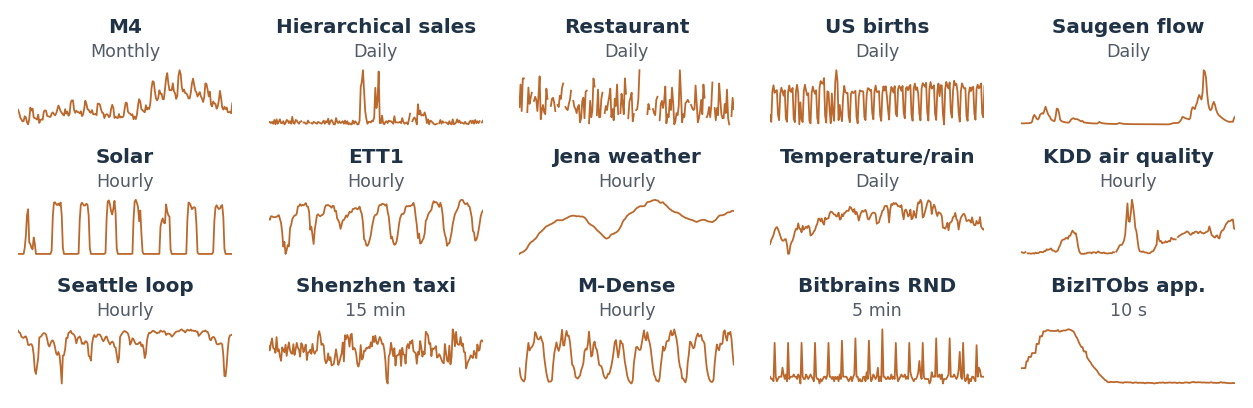 M4
Monthly
Hierarchical sales
Daily
Restaurant
Daily
US births
Daily
Saugeen flow
Daily
Solar
Hourly
ETT1
Hourly
Jena weather
Hourly
Temperature/rain
Daily
KDD air quality
Hourly
Seattle loop
Hourly
Shenzhen taxi
15 min
M-Dense
Hourly
Bitbrains RND
5 min
BizITObs app.
10 s